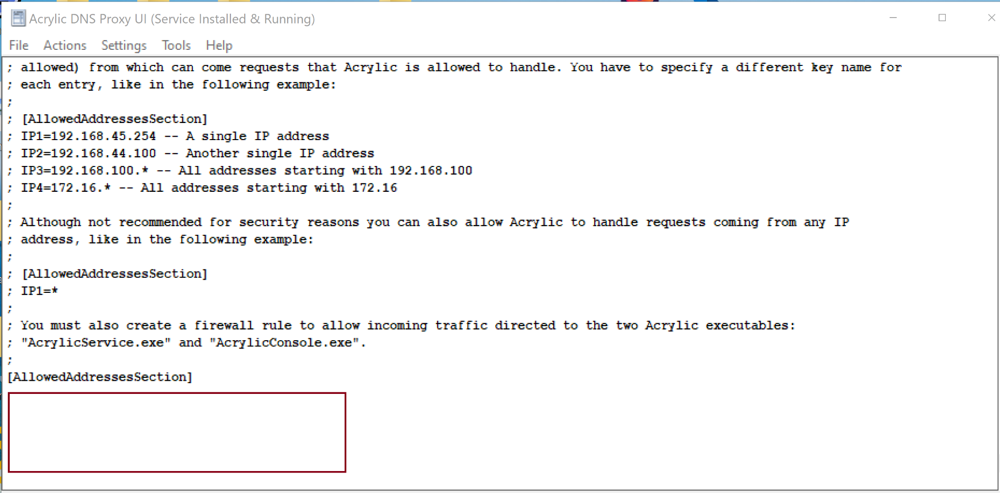 Acrylic DNS Proxy UI (Service Installed & Running)
File Actions Settings Tools Help
; allowed) from which can come requests that Acrylic is allowed to handle. You have to specify a different key name for
; each entry, like in the following example:
;
; [AllowedAddressesSection]
; IP1=192.168.45.254 -- A single IP address
; IP2=192.168.44.100 -- Another single IP address
; IP3=192.168.100.* -- All addresses starting with 192.168.100
; IP4=172.16.* -- All addresses starting with 172.16
;
; Although not recommended for security reasons you can also allow Acrylic to handle requests coming from any IP
; address, like in the following example:
;
; [AllowedAddressesSection]
; IP1=*
;
; You must also create a firewall rule to allow incoming traffic directed to the two Acrylic executables:
; "AcrylicService.exe" and "AcrylicConsole.exe".
;
[AllowedAddressesSection]